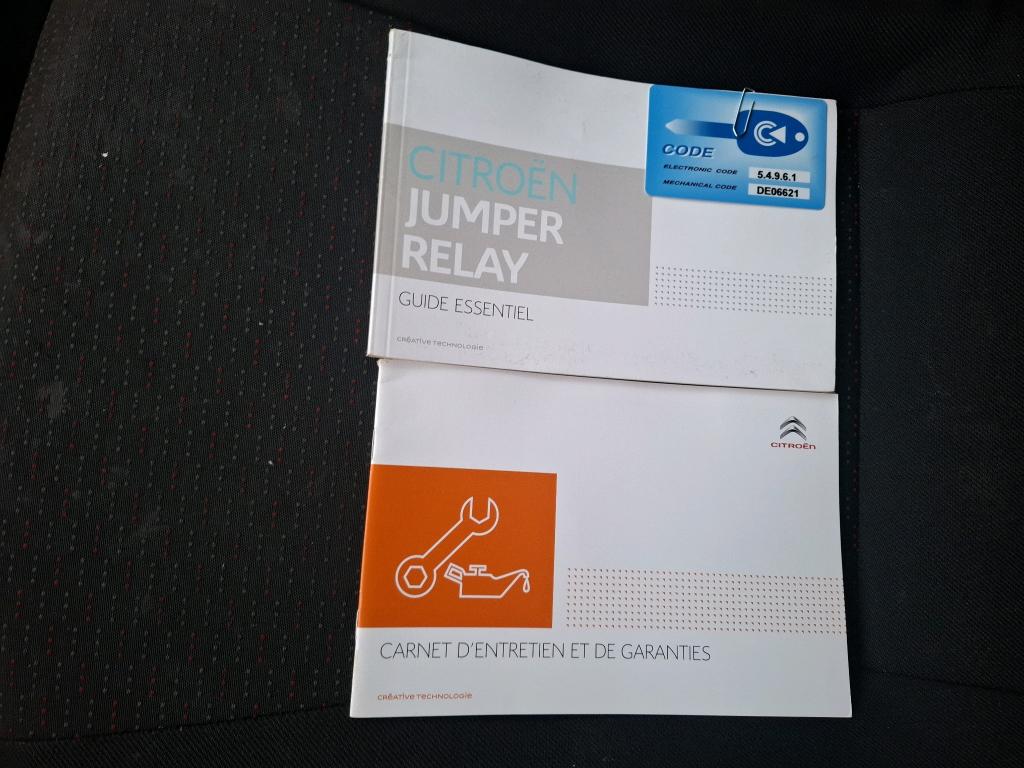 CODE
ELECTRONIC CODE 5.4.9.6.1
MECHANICAL CODE DE06621
CITROËN
JUMPER
RELAY
GUIDE ESSENTIEL
CRéATIVE TECHNOLOGIE
CITROËN
CARNET D'ENTRETIEN ET DE GARANTIES
CRéATIVE TECHNOLOGIE